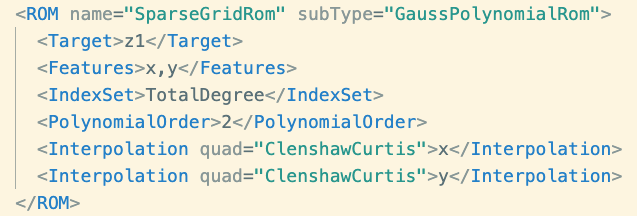 <ROM name="SparseGridRom" subType="GaussPolynomialRom">
<Target>z1</Target>
<Features>x,y</Features>
<IndexSet>TotalDegree</IndexSet>
<PolynomialOrder>2</PolynomialOrder>
<Interpolation quad="ClenshawCurtis">x</Interpolation>
<Interpolation quad="ClenshawCurtis">y</Interpolation>
</ROM>